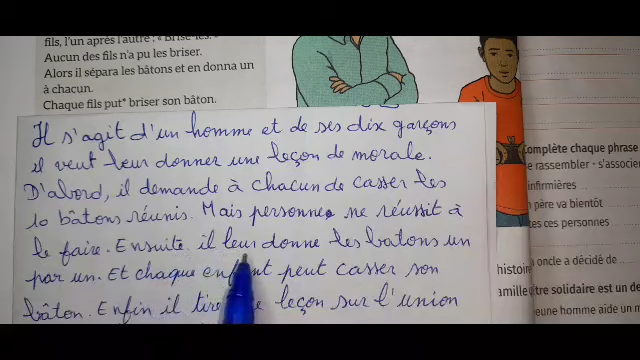 fils, l'un après l'autre : « Brise-les. »
Aucun des fils n'a pu les briser.
Alors il sépara les bâtons et en donna un
à chacun.
Chaque fils put* briser son bâton.
Il s'agit d'un homme et de ses dix garçons
il veut leur donner une leçon de morale.
D'abord, il demande à chacun de casser les
10 bâtons réunis. Mais personne ne réussit à
le faire. Ensuite il leur donne les batons un
par un. Et chaque enfant peut casser son
bâton. Enfin il tire leçon sur l'union
complète chaque phrase
e rassembler - s'associer
infirmières
père va bientôt
tes ces personnes
histoire
oncle a décidé de
amille
être solidaire est un de
jeune homme aide un m